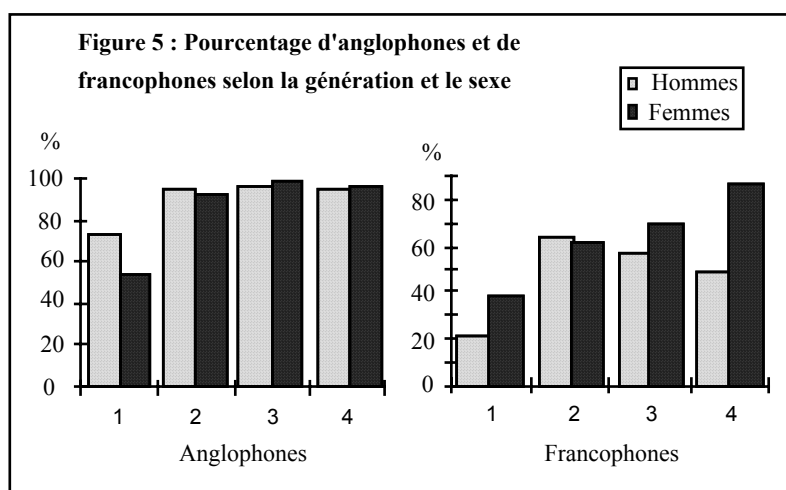 Figure 5 : Pourcentage d'anglophones et de
francophones selon la génération et le sexe
Hommes
Femmes
%
100
80
60
40
20
0
1 2 3 4
Anglophones
%
80
60
40
20
0
1 2 3 4
Francophones